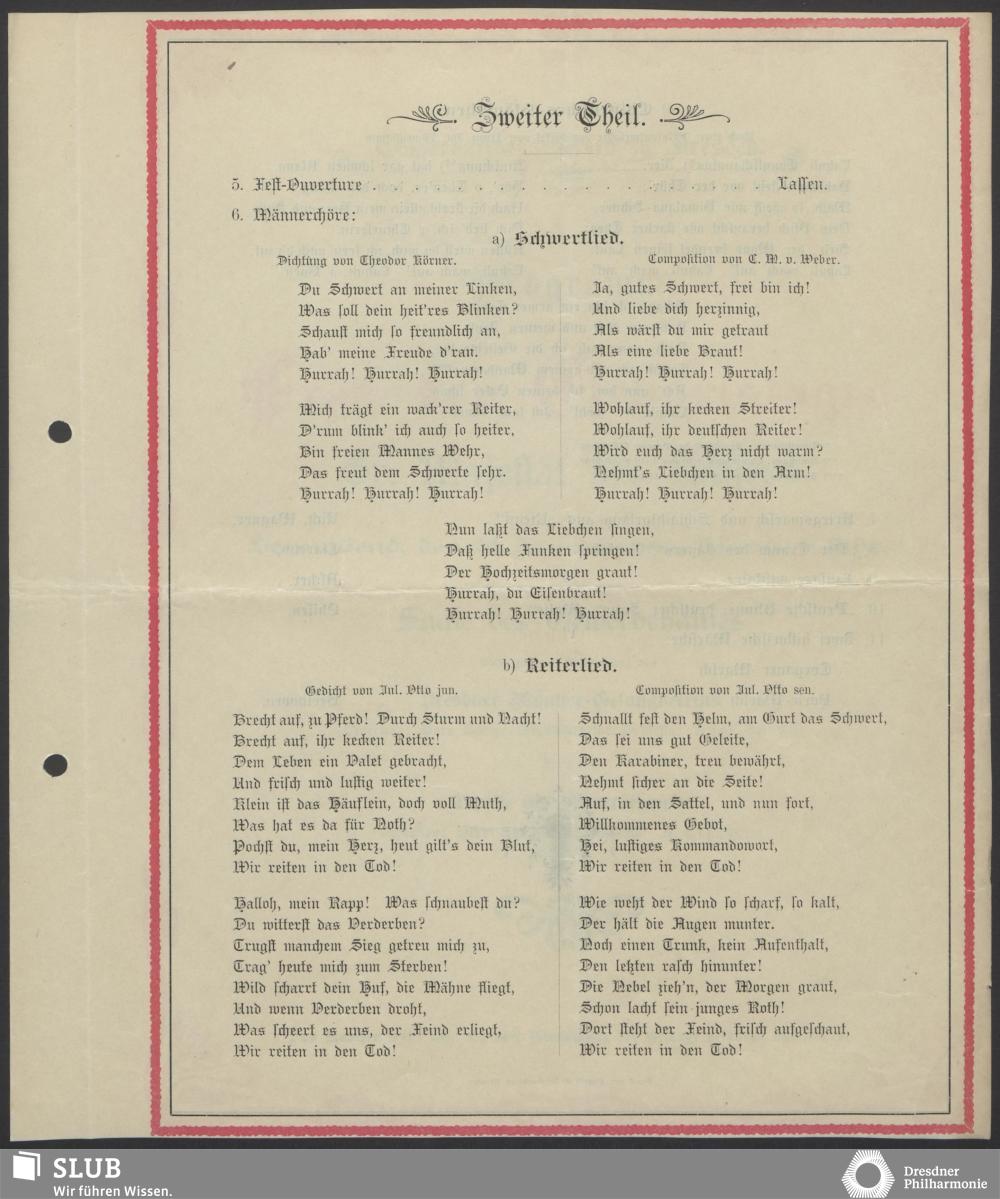 Zweiter Theil.
5. Fest-Ouverture . . . . . . . . . . . . . . . . . Lassen.
6. Männerchöre:
a) Schwertlied.
Dichtung von Theodor Körner.
Composition von C. M. v. Weber.
Du Schwert an meiner Linken,
Was soll dein heit'res Blinken?
Schaust mich so freundlich an,
Hab' meine Freude d'ran.
Hurrah! Hurrah! Hurrah!
Mich trägt ein wack'rer Reiter,
D'rum blink' ich auch so heiter,
Bin freien Mannes Wehr,
Das freut dem Schwerte sehr.
Hurrah! Hurrah! Hurrah!
Ja, gutes Schwert, frei bin ich!
Und liebe dich herzinnig,
Als wärst du mir getraut
Als eine liebe Braut!
Hurrah! Hurrah! Hurrah!
Wohlauf, ihr kecken Streiter!
Wohlauf, ihr deutschen Reiter!
Wird euch das Herz nicht warm?
Nehmt's Liebchen in den Arm!
Hurrah! Hurrah! Hurrah!
Nun laßt das Liebchen singen,
Daß helle Funken springen!
Der Hochzeitsmorgen graut!
Hurrah, du Eisenbraut!
Hurrah! Hurrah! Hurrah!
b) Reiterlied.
Gedicht von Jul. Otto jun.
Composition von Jul. Otto sen.
Brecht auf, zu Pferd! Durch Sturm und Nacht!
Brecht auf, ihr kecken Reiter!
Dem Leben ein Valet gebracht,
Und frisch und lustig weiter!
Klein ist das Häuflein, doch voll Muth,
Was hat es da für Noth?
Pochst du, mein Herz, heut gilt's dein Blut,
Wir reiten in den Tod!
Halloh, mein Rapp! Was schnaubest du?
Du witterst das Verderben?
Trugst manchem Sieg getreu mich zu,
Trag' heute mich zum Sterben!
Wild scharrt dein Huf, die Mähne fliegt,
Und wenn Verderben droht,
Was scheert es uns, der Feind erliegt,
Wir reiten in den Tod!
Schnallt fest den Helm, am Gurt das Schwert,
Das sei uns gut Geleite,
Den Karabiner, treu bewährt,
Nehmt sicher an die Seite!
Auf, in den Sattel, und nun fort,
Willkommenes Gebot,
Hei, lustiges Kommandowort,
Wir reiten in den Tod!
Wie weht der Wind so scharf, so kalt,
Der hält die Augen munter.
Noch einen Trunk, kein Aufenthalt,
Den letzten rasch hinunter!
Die Nebel zieh'n, der Morgen graut,
Schon lacht sein junges Roth!
Dort steht der Feind, frisch aufgeschaut,
Wir reiten in den Tod!
SLUB
Wir führen Wissen.
Dresdner
Philharmonie